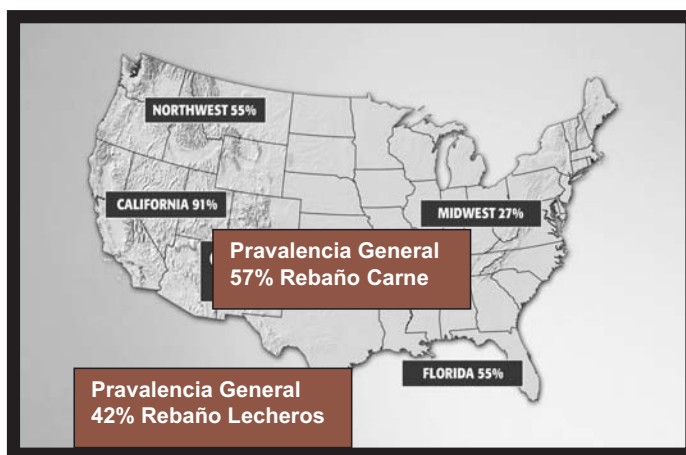 NORTHWEST 55%
CALIFORNIA 91%
MIDWEST 27%
Pravalencia General
57% Rebaño Carne
FLORIDA 55%
Pravalencia General
42% Rebaño Lecheros